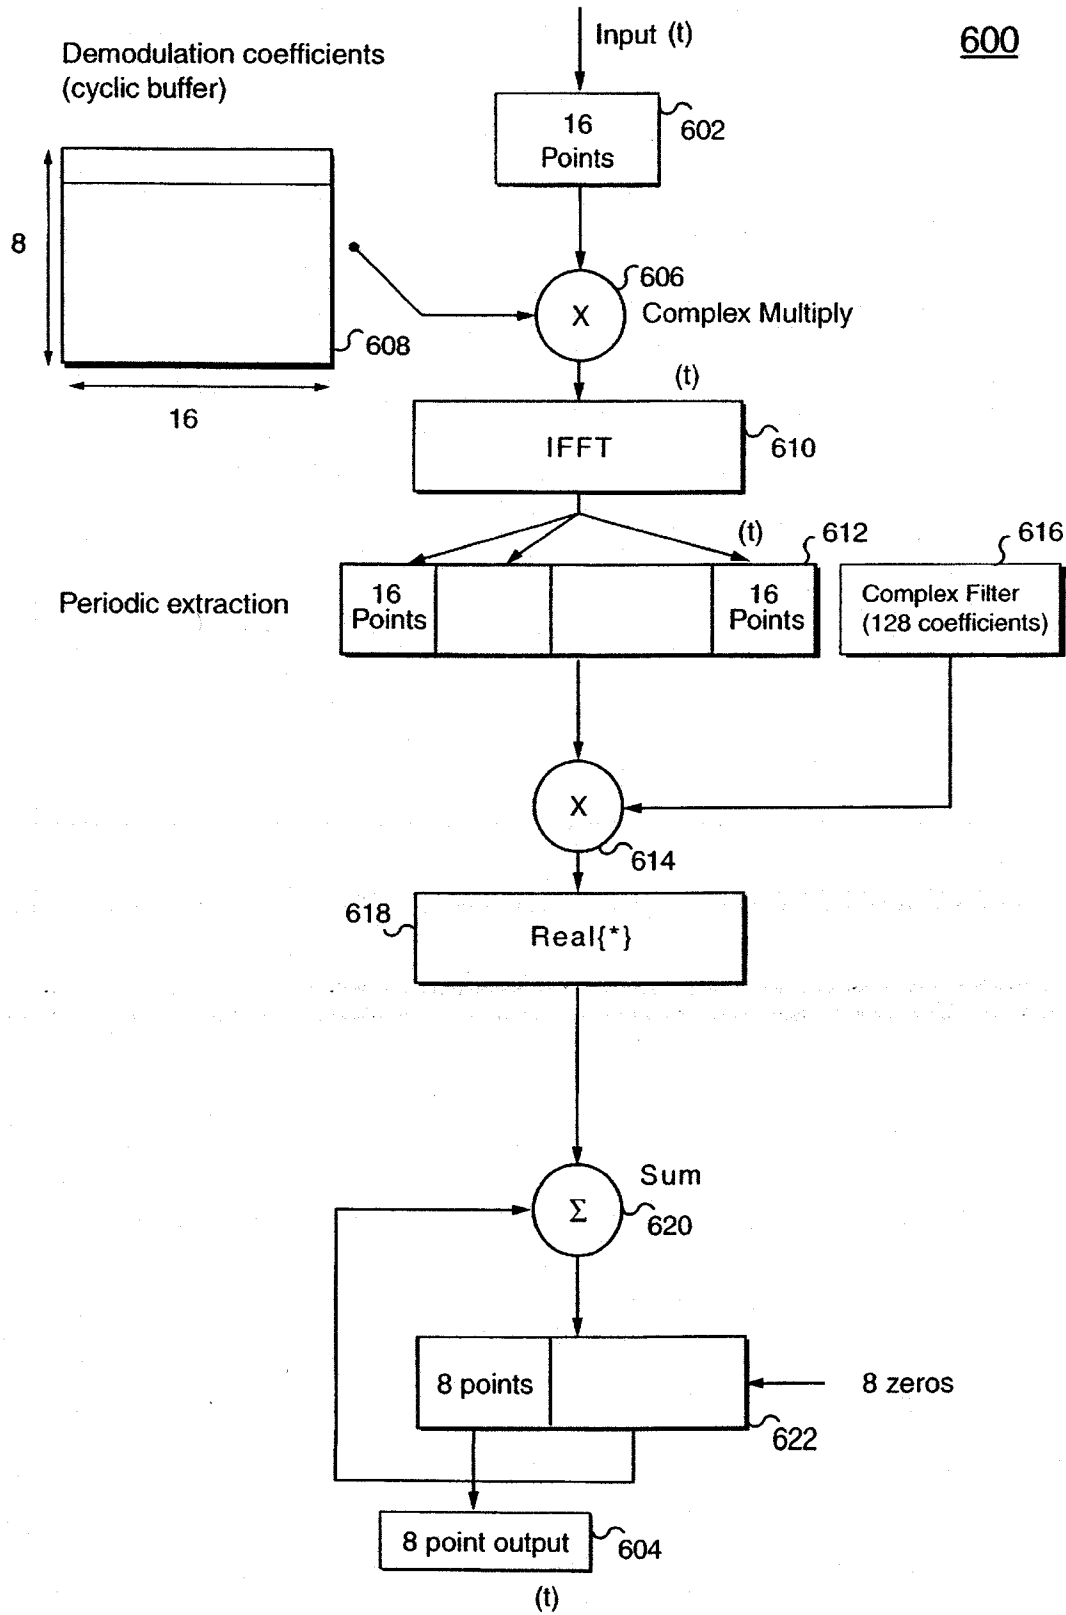 Input (t)
600
Demodulation coefficients
(cyclic buffer)
16
Points
602
8
606
X
Complex Multiply
608
16
(t)
IFFT
610
(t)
612
616
Periodic extraction
16
Points
16
Points
Complex Filter
(128 coefficients)
X
614
618
Real{*}
Sum
Σ
620
8 points
8 zeros
622
8 point output
604
(t)